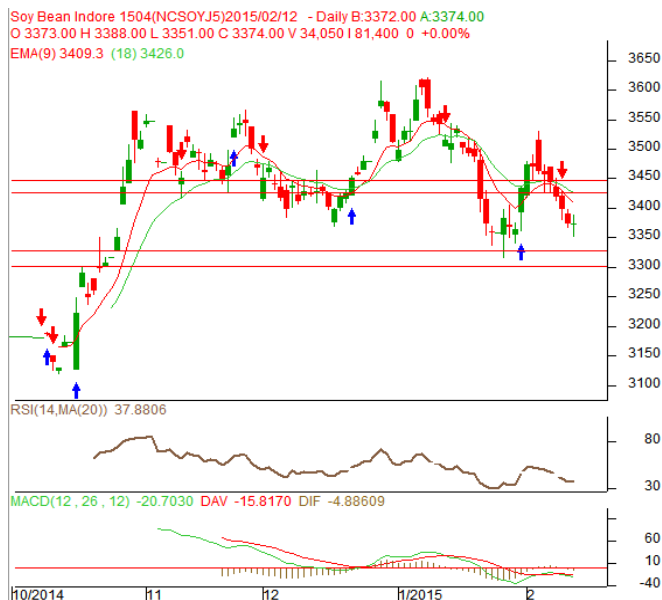 Soy Bean Indore 1504(NCSOYJ5)2015/02/12 - Daily B:3372.00 A:3374.00
O 3373.00 H 3388.00 L 3351.00 C 3374.00 V 34,050 I 81,400 0 +0.00%
EMA(9) 3409.3 (18) 3426.0
3650
3600
3550
3500
3450
3400
3350
3300
3250
3200
3150
3100
RSI(14,MA(20)) 37.8806
80
30
MACD(12 , 26 , 12) -20.7030 DAV -15.8170 DIF -4.88609
60
10
-40
10/2014 11 12 1/2015 2